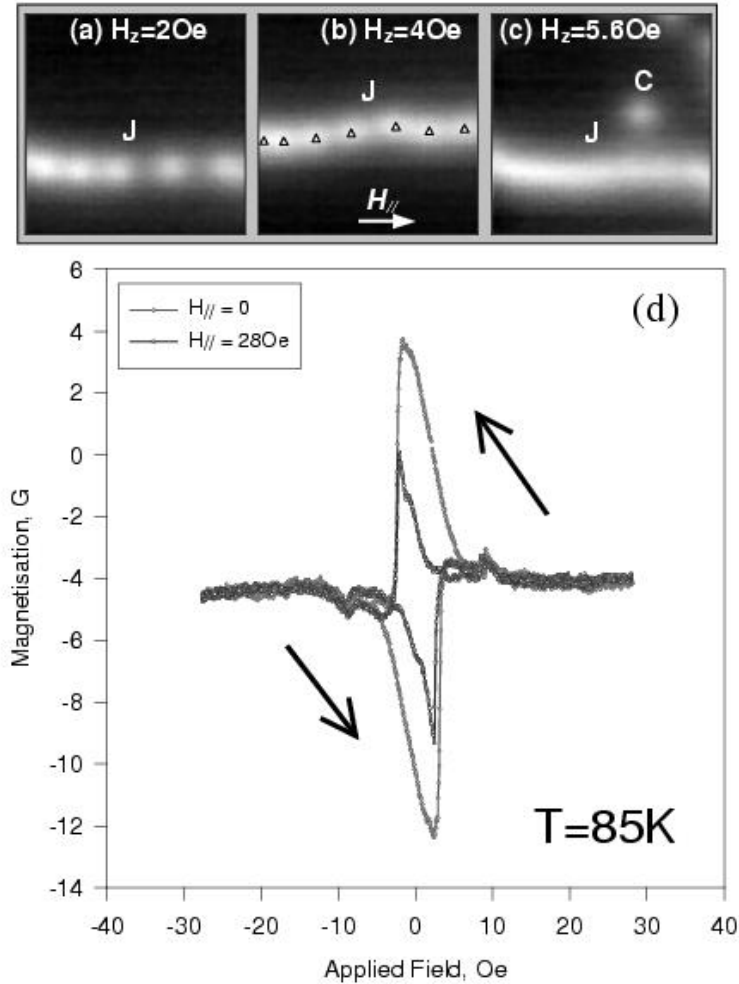 (a) Hz=2Oe
(b) Hz=4Oe
(c) Hz=5.6Oe
J
J
C
J
H//
6
4
2
0
-2
-4
-6
-8
-10
-12
-14
-40
-30
-20
-10
0
10
20
30
40
Magnetisation, G
Applied Field, Oe
H// = 0
H// = 28Oe
(d)
T=85K